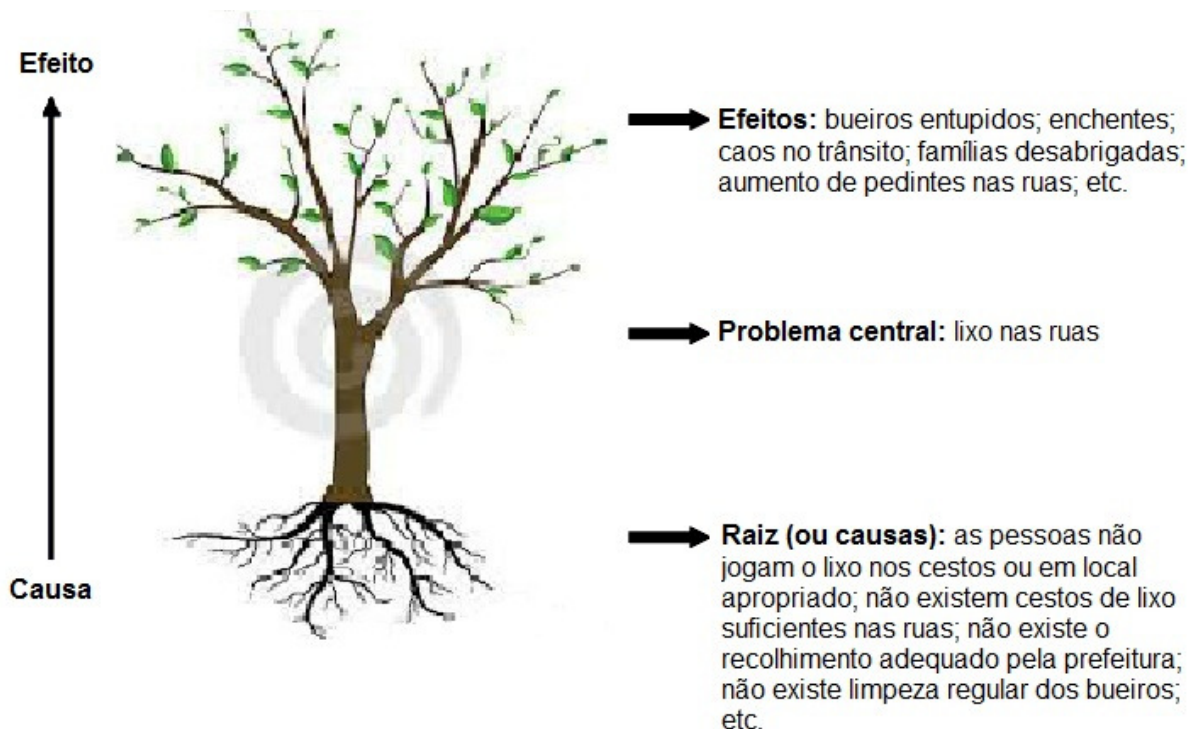 Efeito
Efeitos: bueiros entupidos; enchentes;
caos no trânsito; famílias desabrigadas;
aumento de pedintes nas ruas; etc.
Problema central: lixo nas ruas
Raiz (ou causas): as pessoas não
jogam o lixo nos cestos ou em local
apropriado; não existem cestos de lixo
suficientes nas ruas; não existe o
recolhimento adequado pela prefeitura;
não existe limpeza regular dos bueiros;
etc.
Causa